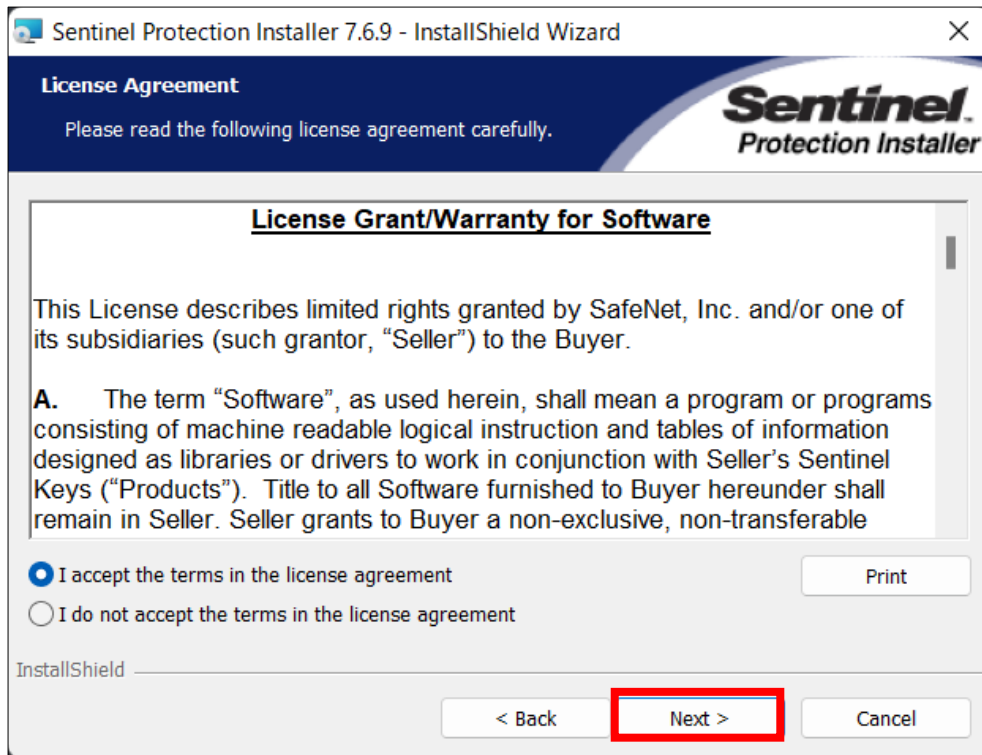 Sentinel Protection Installer 7.6.9 - InstallShield Wizard
License Agreement
Please read the following license agreement carefully.
Sentinel™
Protection Installer
License Grant/Warranty for Software
This License describes limited rights granted by SafeNet, Inc. and/or one of
its subsidiaries (such grantor, “Seller”) to the Buyer.
A. The term “Software”, as used herein, shall mean a program or programs
consisting of machine readable logical instruction and tables of information
designed as libraries or drivers to work in conjunction with Seller’s Sentinel
Keys (“Products”). Title to all Software furnished to Buyer hereunder shall
remain in Seller. Seller grants to Buyer a non-exclusive, non-transferable
I accept the terms in the license agreement
Print
I do not accept the terms in the license agreement
InstallShield
< Back
Next >
Cancel